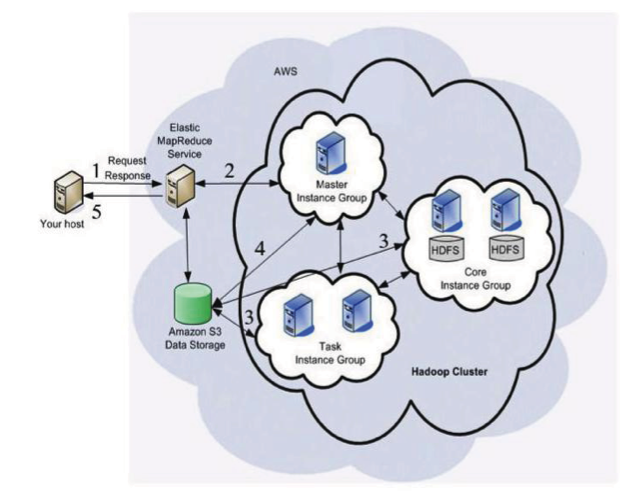 AWS
Elastic
MapReduce
Service
1 Request
Response
2
5
Your host
Master
Instance Group
4
3
HDFS
HDFS
Core
Instance Group
3
Amazon S3
Data Storage
Task
Instance Group
Hadoop Cluster